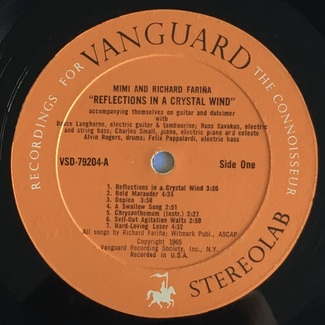 RECORDINGS FOR VANGUARD THE CONNOISSEUR
MIMI AND RICHARD FARIÑA
"REFLECTIONS IN A CRYSTAL WIND"
accompanying themselves on guitar and dulcimer
with
Bruce Langhorne, electric guitar & tambourine; Russ Savakus, electric
and string bass; Charles Small, piano, electric piano and celeste
Alvin Rogers, drums; Felix Pappalardi, electric bass
VSD-79204-A
Side One
1. Reflections in a Crystal Wind 3:30
2. Bold Marauder 4:25
3. Dopico 3:30
4. A Swallow Song 2:51
5. Chrysanthemum (Instr.) 2:27
6. Sell-Out Agitation Waltz 2:50
7. Hard-Loving Loser 4:32
All songs by Richard Fariña; Witmark Publ., ASCAP
Copyright 1965
Vanguard Recording Society, Inc., N.Y.
Recorded in U.S.A.
STEREOLAB